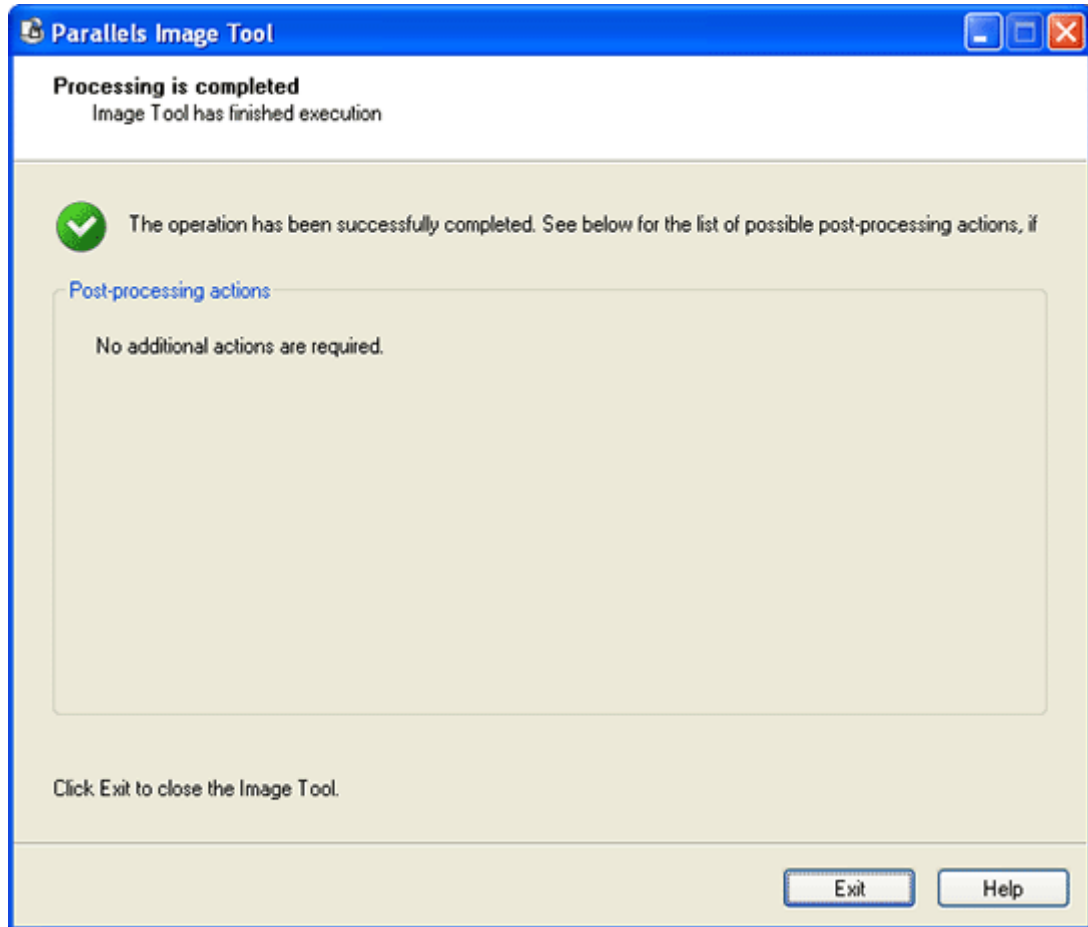 Parallels Image Tool
Processing is completed
Image Tool has finished execution
The operation has been successfully completed. See below for the list of possible post-processing actions, if
Post-processing actions
No additional actions are required.
Click Exit to close the Image Tool.
Exit
Help